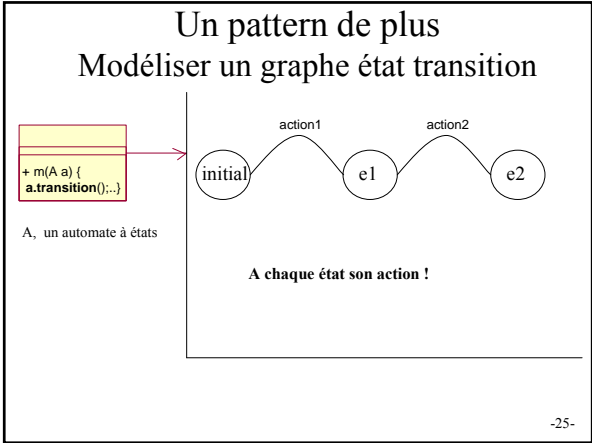 Un pattern de plus
Modéliser un graphe état transition
action1
action2
+ m(A a) {
a.transition();..}
initial
e1
e2
A, un automate à états
A chaque état son action !
-25-